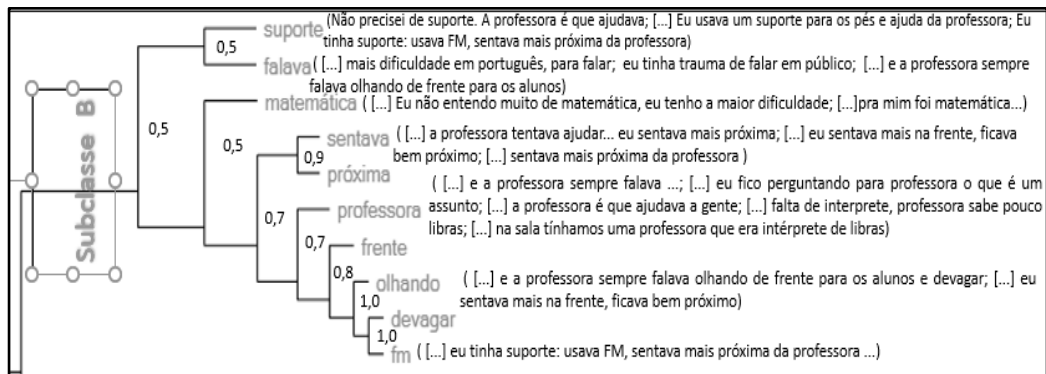 (Não precisei de suporte. A professora é que ajudava; [...] Eu usava um suporte para os pés e ajuda da professora; Eu
suporte
tinha suporte: usava FM, sentava mais próxima da professora)
0,5
falava ( [...] mais dificuldade em português, para falar; eu tinha trauma de falar em público; [...] e a professora sempre
falava olhando de frente para os alunos)
Subclasse B
0,5
matemática ( [...] Eu não entendo muito de matemática, eu tenho a maior dificuldade; [...]pra mim foi matemática...)
0,5
sentava ( [...] a professora tentava ajudar... eu sentava mais próxima; [...] eu sentava mais na frente, ficava
0,9 bem próximo; [...] sentava mais próxima da professora )
próxima
( [...] e a professora sempre falava ...; [...] eu fico perguntando para professora o que é um
0,7
professora assunto; [...] a professora é que ajudava a gente; [...] falta de interprete, professora sabe pouco
libras; [...] na sala tínhamos uma professora que era intérprete de libras)
0,7
frente
0,8
olhando ( [...] e a professora sempre falava olhando de frente para os alunos e devagar; [...] eu
1,0 sentava mais na frente, ficava bem próximo)
devagar
1,0
fm ( [...] eu tinha suporte: usava FM, sentava mais próxima da professora ...)